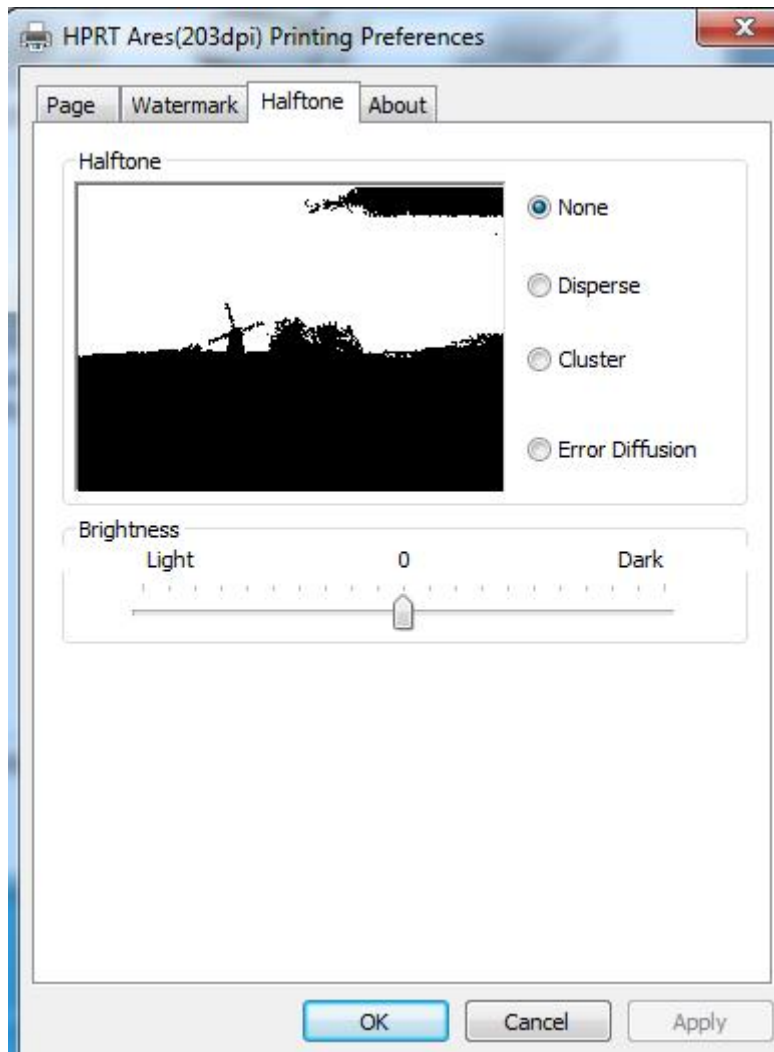 HPRT Ares(203dpi) Printing Preferences
Page Watermark Halftone About
Halftone
None
Disperse
Cluster
Error Diffusion
Brightness
Light 0 Dark
OK Cancel Apply